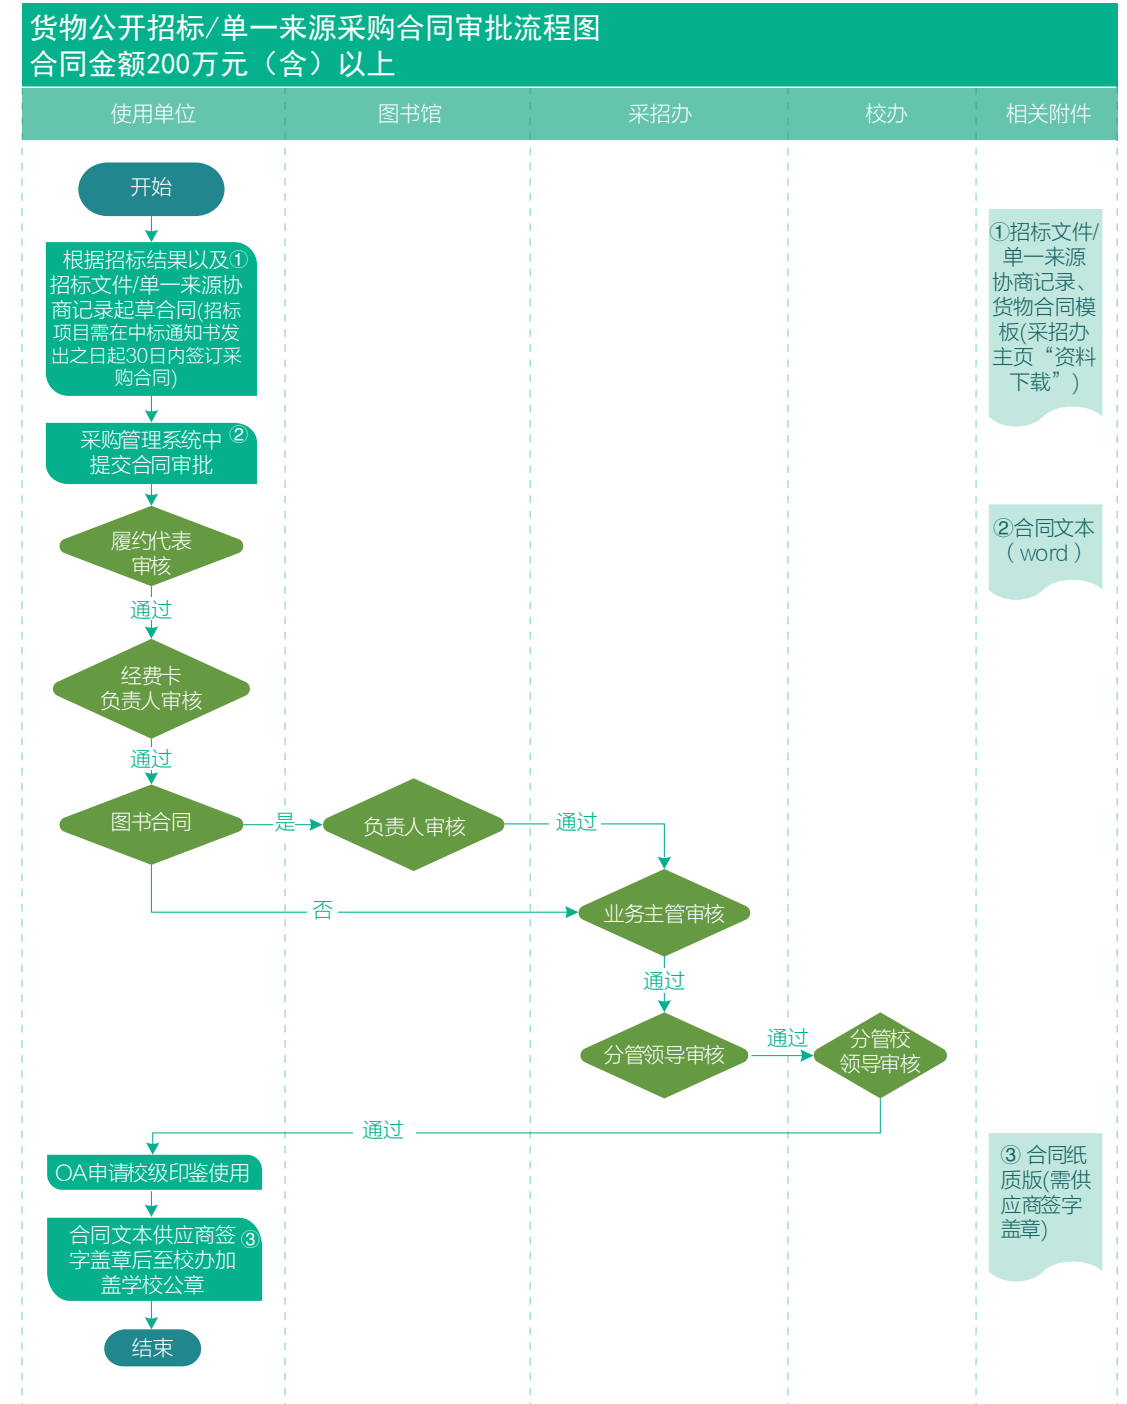 货物公开招标/单一来源采购合同审批流程图
合同金额200万元（含）以上
使用单位
图书馆
采招办
校办
相关附件
开始
根据招标结果以及①
招标文件/单一来源协
商记录起草合同(招标
项目需在中标通知书发
出之日起30日内签订采
购合同)
①招标文件/
单一来源
协商记录、
货物合同模
板(采招办
主页“资料
下载”)
采购管理系统中②
提交合同审批
履约代表
审核
②合同文本
（word）
通过
经费卡
负责人审核
通过
图书合同
是
负责人审核
通过
否
业务主管审核
通过
分管领导审核
通过
分管校
领导审核
通过
OA申请校级印鉴使用
合同文本供应商签③
字盖章后至校办加
盖学校公章
③ 合同纸
质版(需供
应商签字
盖章)
结束